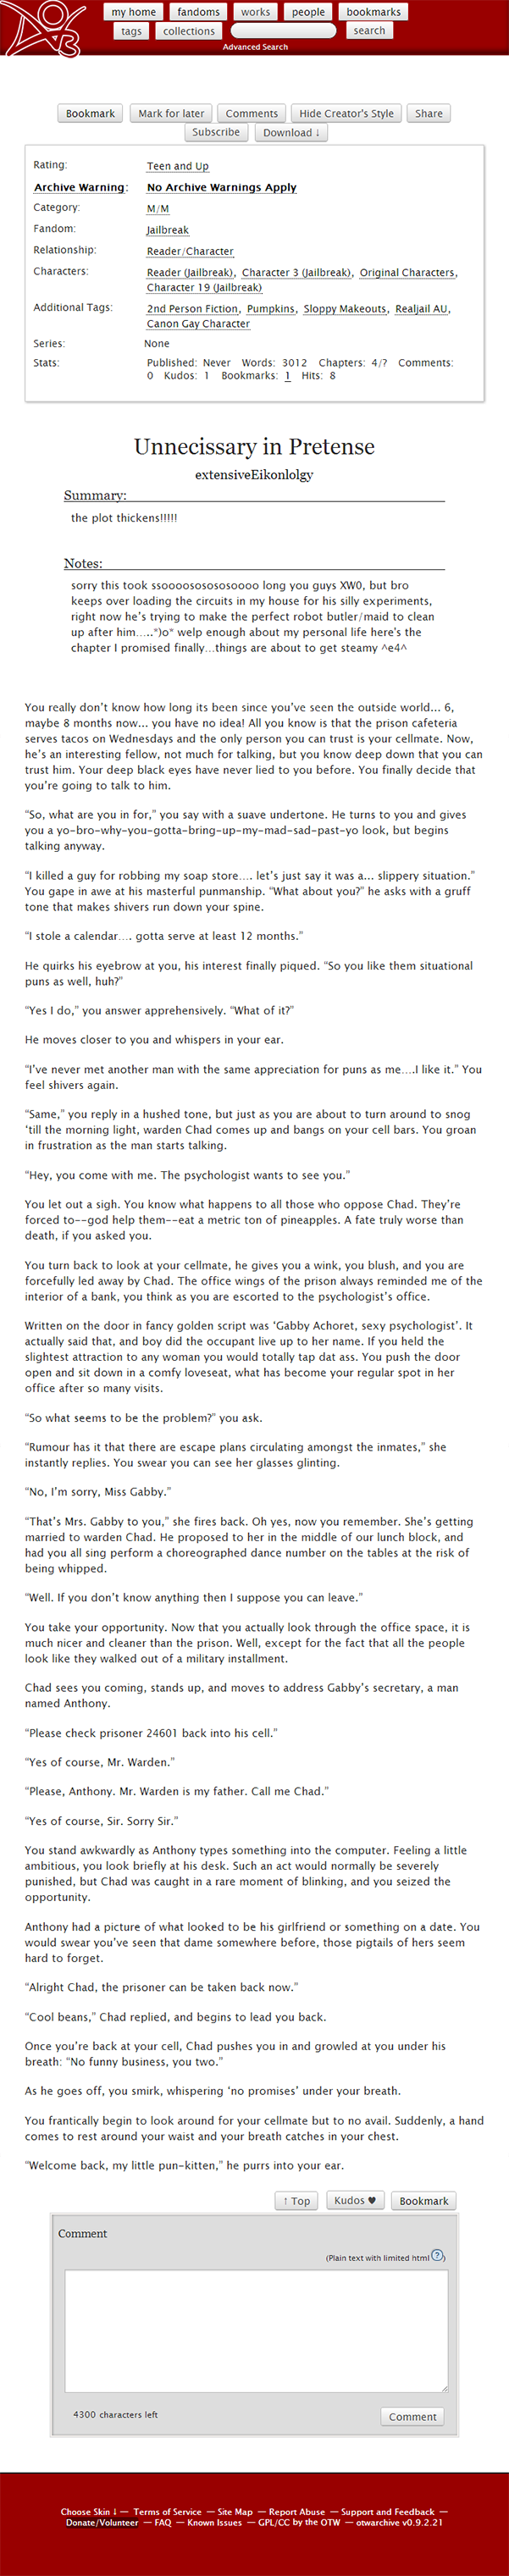 my home fandoms works people bookmarks
tags collections search
Advanced Search
Bookmark Mark for later Comments Hide Creator's Style Share
Subscribe Download ↓
Rating: Teen and Up
Archive Warning: No Archive Warnings Apply
Category: M/M
Fandom: Jailbreak
Relationship: Reader/Character
Characters: Reader (Jailbreak), Character 3 (Jailbreak), Original Characters,
Character 19 (Jailbreak)
Additional Tags: 2nd Person Fiction, Pumpkins, Sloppy Makeouts, Realjail AU,
Canon Gay Character
Series: None
Stats: Published: Never Words: 3012 Chapters: 4/? Comments:
0 Kudos: 1 Bookmarks: 1 Hits: 8
Unnecissary in Pretense
extensiveEikonlolgy
Summary:
the plot thickens!!!!!
Notes:
sorry this took ssoooosososososoooo long you guys XW0, but bro
keeps over loading the circuits in my house for his silly experiments,
right now he's trying to make the perfect robot butler/maid to clean
up after him.....*)o* welp enough about my personal life here's the
chapter I promised finally...things are about to get steamy ^e4^
You really don't know how long its been since you've seen the outside world... 6,
maybe 8 months now... you have no idea! All you know is that the prison cafeteria
serves tacos on Wednesdays and the only person you can trust is your cellmate. Now,
he's an interesting fellow, not much for talking, but you know deep down that you can
trust him. Your deep black eyes have never lied to you before. You finally decide that
you're going to talk to him.
“So, what are you in for,” you say with a suave undertone. He turns to you and gives
you a yo-bro-why-you-gotta-bring-up-my-mad-sad-past-yo look, but begins
talking anyway.
“I killed a guy for robbing my soap store.... let's just say it was a... slippery situation.”
You gape in awe at his masterful punmanship. “What about you?” he asks with a gruff
tone that makes shivers run down your spine.
“I stole a calendar.... gotta serve at least 12 months.”
He quirks his eyebrow at you, his interest finally piqued. “So you like them situational
puns as well, huh?”
“Yes I do,” you answer apprehensively. “What of it?”
He moves closer to you and whispers in your ear.
“I've never met another man with the same appreciation for puns as me....I like it.” You
feel shivers again.
“Same,” you reply in a hushed tone, but just as you are about to turn around to snog
‘till the morning light, warden Chad comes up and bangs on your cell bars. You groan
in frustration as the man starts talking.
“Hey, you come with me. The psychologist wants to see you.”
You let out a sigh. You know what happens to all those who oppose Chad. They're
forced to--god help them--eat a metric ton of pineapples. A fate truly worse than
death, if you asked you.
You turn back to look at your cellmate, he gives you a wink, you blush, and you are
forcefully led away by Chad. The office wings of the prison always reminded me of the
interior of a bank, you think as you are escorted to the psychologist's office.
Written on the door in fancy golden script was ‘Gabby Achoret, sexy psychologist’. It
actually said that, and boy did the occupant live up to her name. If you held the
slightest attraction to any woman you would totally tap dat ass. You push the door
open and sit down in a comfy loveseat, what has become your regular spot in her
office after so many visits.
“So what seems to be the problem?” you ask.
“Rumour has it that there are escape plans circulating amongst the inmates,” she
instantly replies. You swear you can see her glasses glinting.
“No, I'm sorry, Miss Gabby.”
“That's Mrs. Gabby to you,” she fires back. Oh yes, now you remember. She's getting
married to warden Chad. He proposed to her in the middle of our lunch block, and
had you all sing perform a choreographed dance number on the tables at the risk of
being whipped.
“Well. If you don't know anything then I suppose you can leave.”
You take your opportunity. Now that you actually look through the office space, it is
much nicer and cleaner than the prison. Well, except for the fact that all the people
look like they walked out of a military installment.
Chad sees you coming, stands up, and moves to address Gabby's secretary, a man
named Anthony.
“Please check prisoner 24601 back into his cell.”
“Yes of course, Mr. Warden.”
“Please, Anthony. Mr. Warden is my father. Call me Chad.”
“Yes of course, Sir. Sorry Sir.”
You stand awkwardly as Anthony types something into the computer. Feeling a little
ambitious, you look briefly at his desk. Such an act would normally be severely
punished, but Chad was caught in a rare moment of blinking, and you seized the
opportunity.
Anthony had a picture of what looked to be his girlfriend or something on a date. You
would swear you've seen that dame somewhere before, those pigtails of hers seem
hard to forget.
“Alright Chad, the prisoner can be taken back now.”
“Cool beans,” Chad replied, and begins to lead you back.
Once you're back at your cell, Chad pushes you in and growled at you under his
breath: “No funny business, you two.”
As he goes off, you smirk, whispering ‘no promises’ under your breath.
You frantically begin to look around for your cellmate but to no avail. Suddenly, a hand
comes to rest around your waist and your breath catches in your chest.
“Welcome back, my little pun-kitten,” he purrs into your ear.
↑ Top Kudos ♥ Bookmark
Comment
(Plain text with limited html ?)
4300 characters left Comment
Choose Skin ↓ — Terms of Service — Site Map — Report Abuse — Support and Feedback —
Donate/Volunteer — FAQ — Known Issues — GPL/CC by the OTW — otwarchive v0.9.2.21